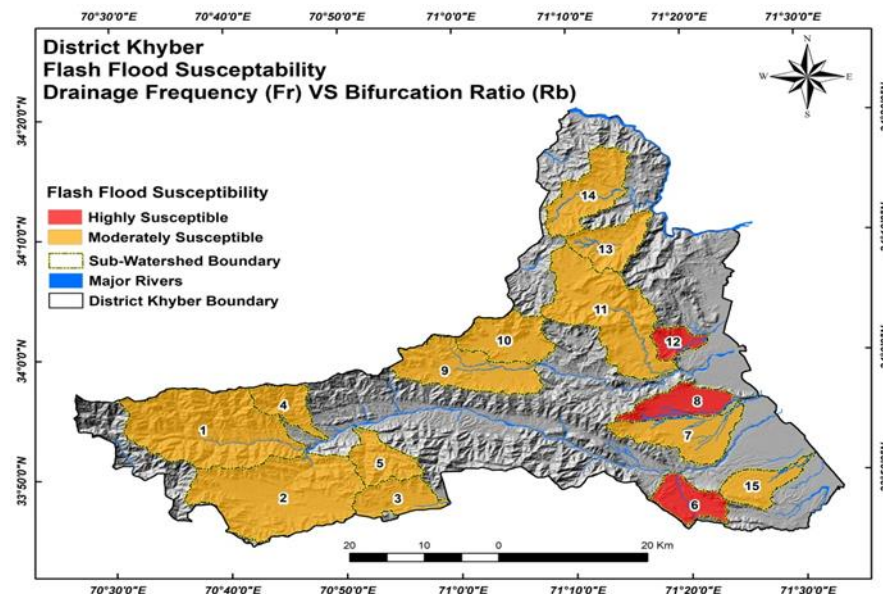 70°30'0"E 70°40'0"E 70°50'0"E 71°0'0"E 71°10'0"E 71°20'0"E 71°30'0"E
District Khyber
Flash Flood Susceptability
Drainage Frequency (Fr) VS Bifurcation Ratio (Rb)
N
W E
S
34°20'0"N
Flash Flood Susceptibility
Highly Susceptible
Moderately Susceptible
Sub-Watershed Boundary
Major Rivers
District Khyber Boundary
14
34°10'0"N
13
11
10
12
34°0'0"N
9
8
4
1
7
5
33°50'0"N
2
3
15
6
20 10 0 20 Km
70°30'0"E 70°40'0"E 70°50'0"E 71°0'0"E 71°10'0"E 71°20'0"E 71°30'0"E